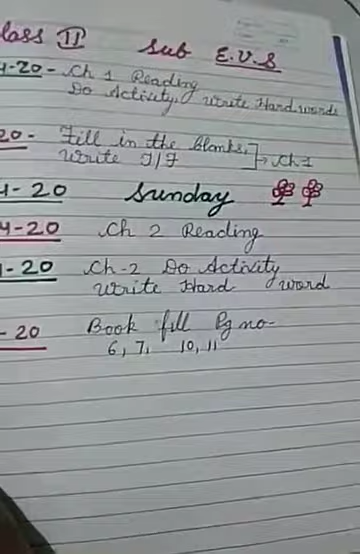 lass II Sub E.V.S
4-20 - Ch 1 Reading
Do Activity, Write Hard words
20 - Fill in the blanks,
Write T/F → Ch-1
4-20 Sunday
4-20 Ch 2 Reading
4-20 Ch-2 Do Activity
Write Hard word
-20 Book fill Pg no-
6, 7, 10, 11